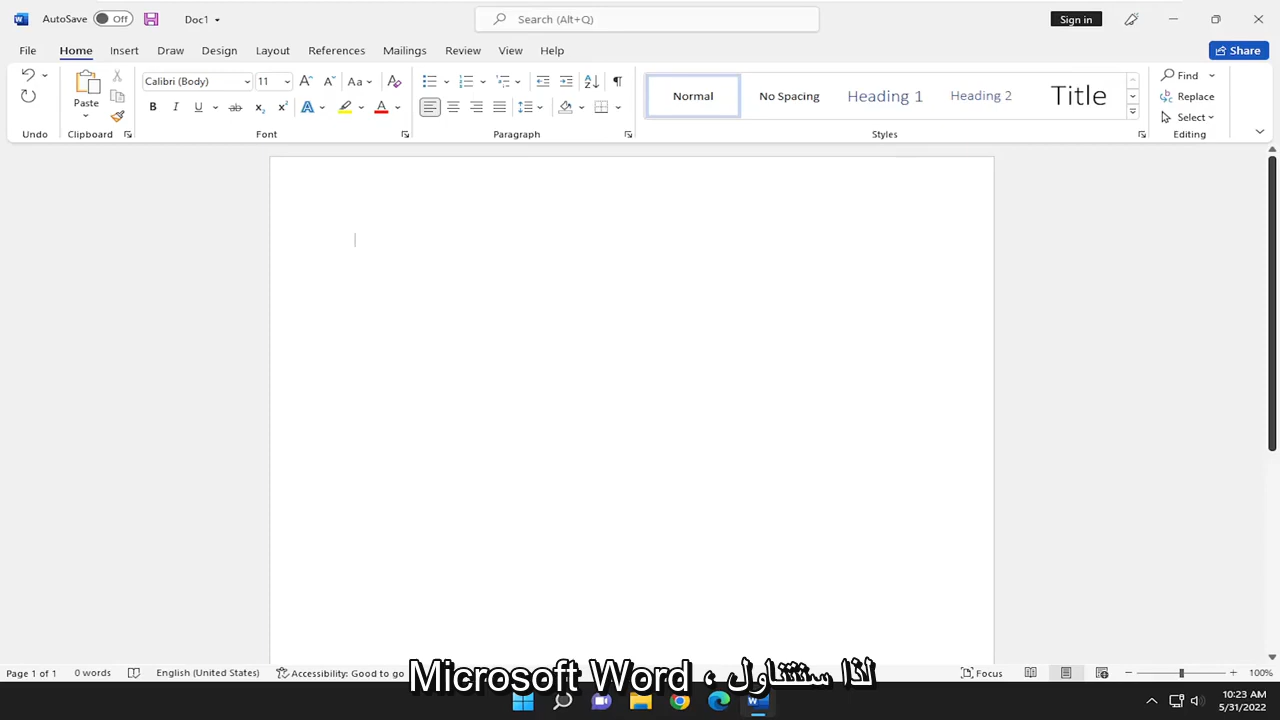 AutoSave Off Doc1 Search (Alt+Q) Sign in
File Home Insert Draw Design Layout References Mailings Review View Help Share
Calibri (Body) 11 Aa
Paste
Normal No Spacing Heading 1 Heading 2 Title
Find
Replace
Select
Undo Clipboard Font Paragraph Styles Editing
Page 1 of 1 0 words English (United States) Accessibility: Good to go Focus 100%
لذا سنتناول ، Microsoft Word
10:23 AM
5/31/2022